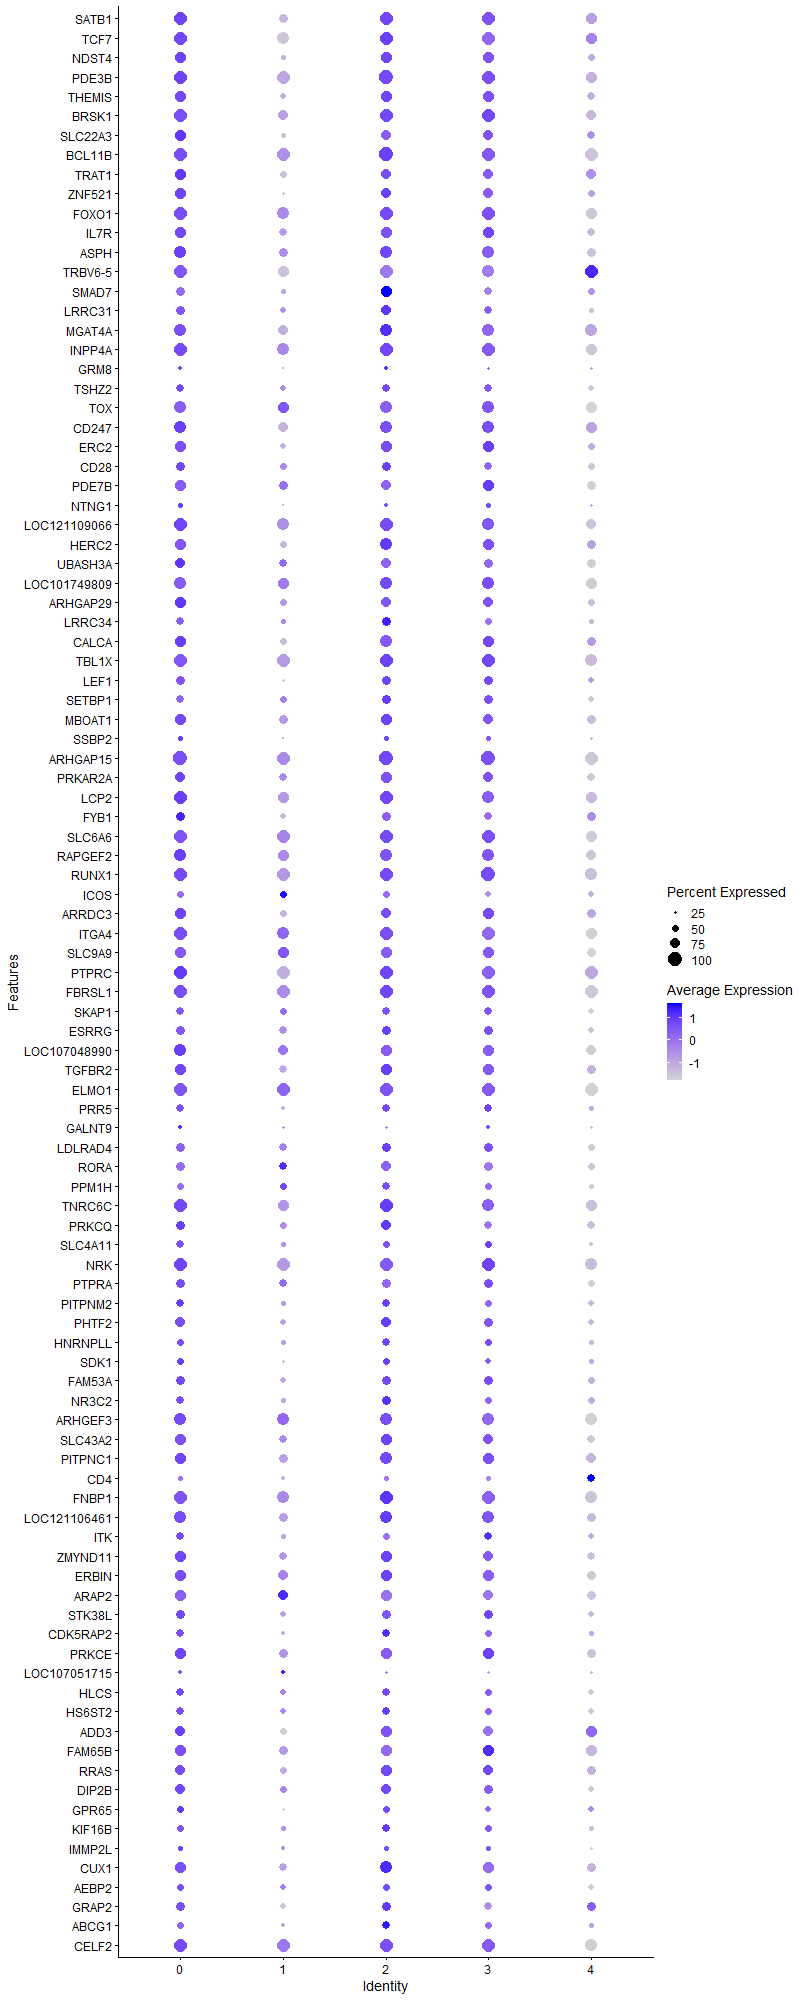 SATB1
TCF7
NDST4
PDE3B
THEMIS
BRSK1
SLC22A3
BCL11B
TRAT1
ZNF521
FOXO1
IL7R
ASPH
TRBV6-5
SMAD7
LRRC31
MGAT4A
INPP4A
GRM8
TSHZ2
TOX
CD247
ERC2
CD28
PDE7B
NTNG1
LOC121109066
HERC2
UBASH3A
LOC101749809
ARHGAP29
LRRC34
CALCA
TBL1X
LEF1
SETBP1
MBOAT1
SSBP2
ARHGAP15
PRKAR2A
LCP2
FYB1
SLC6A6
RAPGEF2
RUNX1
ICOS
ARRDC3
ITGA4
SLC9A9
PTPRC
FBRSL1
SKAP1
ESRRG
LOC107048990
TGFBR2
ELMO1
PRR5
GALNT9
LDLRAD4
RORA
PPM1H
TNRC6C
PRKCQ
SLC4A11
NRK
PTPRA
PITPNM2
PHTF2
HNRNPLL
SDK1
FAM53A
NR3C2
ARHGEF3
SLC43A2
PITPNC1
CD4
FNBP1
LOC121106461
ITK
ZMYND11
ERBIN
ARAP2
STK38L
CDK5RAP2
PRKCE
LOC107051715
HLCS
HS6ST2
ADD3
FAM65B
RRAS
DIP2B
GPR65
KIF16B
IMMP2L
CUX1
AEBP2
GRAP2
ABCG1
CELF2
Features
0 1 2 3 4
Identity
Percent Expressed
25
50
75
100
Average Expression
1
0
-1